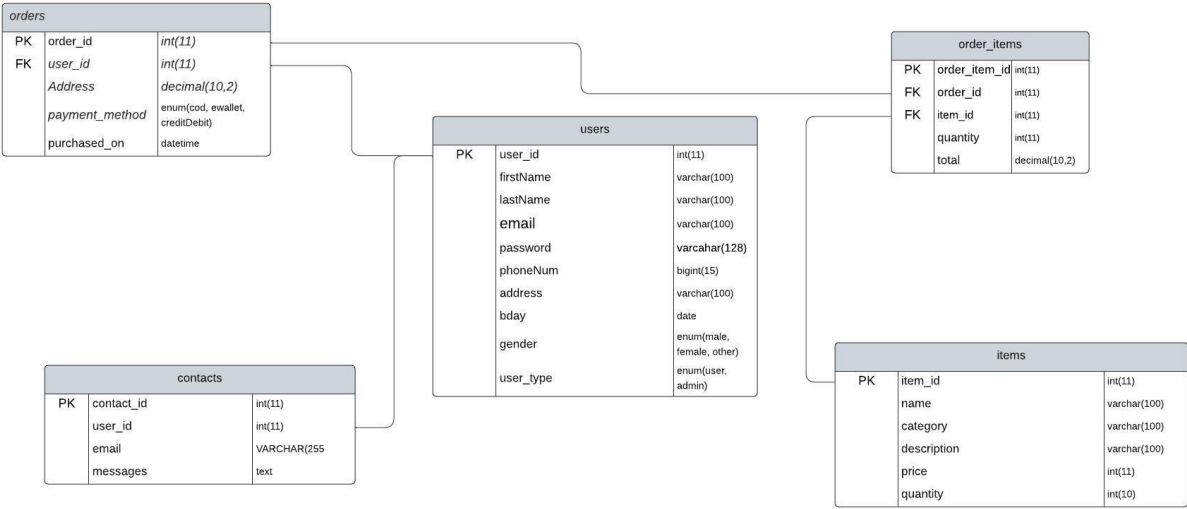 orders
PK order_id int(11)
FK user_id int(11)
Address decimal(10,2)
payment_method enum(cod, ewallet,
creditDebit)
purchased_on datetime
order_items
PK order_item_id int(11)
FK order_id int(11)
FK item_id int(11)
quantity int(11)
total decimal(10,2)
users
PK user_id int(11)
firstName varchar(100)
lastName varchar(100)
email varchar(100)
password varcahar(128)
phoneNum bigint(15)
address varchar(100)
bday date
gender enum(male,
female, other)
user_type enum(user,
admin)
contacts
PK contact_id int(11)
user_id int(11)
email VARCHAR(255
messages text
items
PK item_id int(11)
name varchar(100)
category varchar(100)
description varchar(100)
price int(11)
quantity int(10)